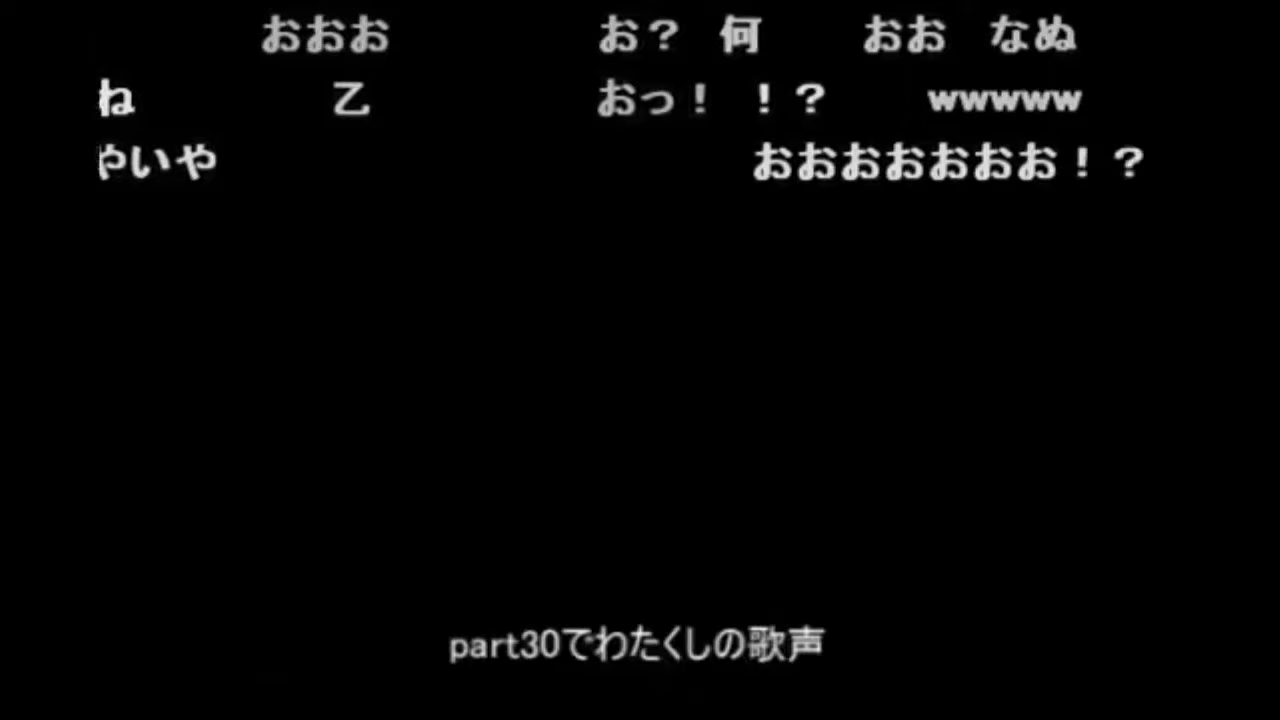 おおお お？ 何 おお なぬ
ね 乙 おっ！ ！？ wwwww
やいや おおおおおおお！？
part30でわたくしの歌声